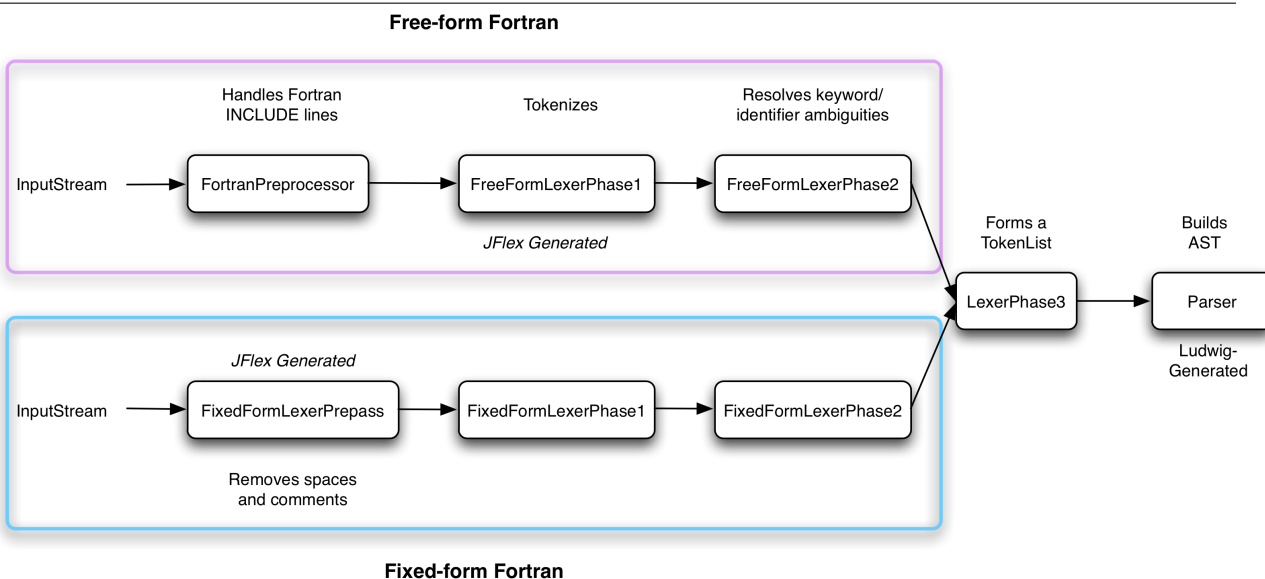 Free-form Fortran
Handles Fortran
INCLUDE lines
Tokenizes
Resolves keyword/
identifier ambiguities
InputStream
FortranPreprocessor
FreeFormLexerPhase1
FreeFormLexerPhase2
JFlex Generated
Forms a
TokenList
Builds
AST
LexerPhase3
Parser
Ludwig-
Generated
JFlex Generated
InputStream
FixedFormLexerPrepass
FixedFormLexerPhase1
FixedFormLexerPhase2
Removes spaces
and comments
Fixed-form Fortran